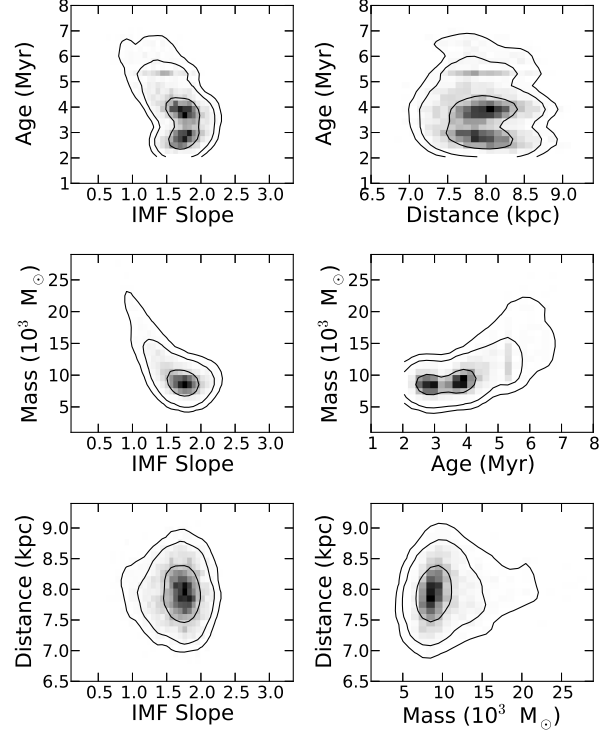 8 7 6 5 4 3 2 1
Age (Myr)
0.5 1.0 1.5 2.0 2.5 3.0
IMF Slope
8 7 6 5 4 3 2 1
Age (Myr)
6.5 7.0 7.5 8.0 8.5 9.0
Distance (kpc)
25 20 15 10 5
Mass (10³ M☉)
0.5 1.0 1.5 2.0 2.5 3.0
IMF Slope
25 20 15 10 5
Mass (10³ M☉)
1 2 3 4 5 6 7 8
Age (Myr)
9.0 8.5 8.0 7.5 7.0 6.5
Distance (kpc)
0.5 1.0 1.5 2.0 2.5 3.0
IMF Slope
9.0 8.5 8.0 7.5 7.0 6.5
Distance (kpc)
5 10 15 20 25
Mass (10³ M☉)